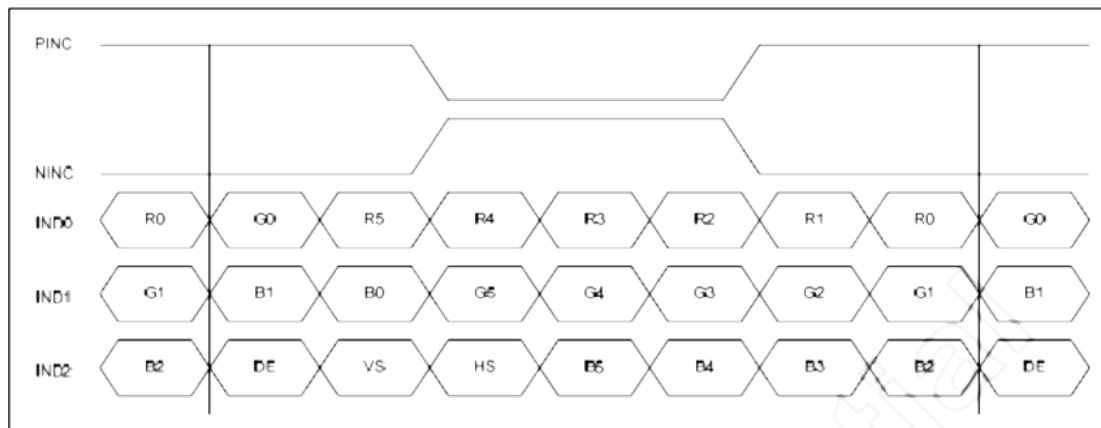 PINC
NINC
IND0 R0 G0 R5 R4 R3 R2 R1 R0 G0
IND1 G1 B1 B0 G5 G4 G3 G2 G1 B1
IND2 B2 DE VS HS B5 B4 B3 B2 DE